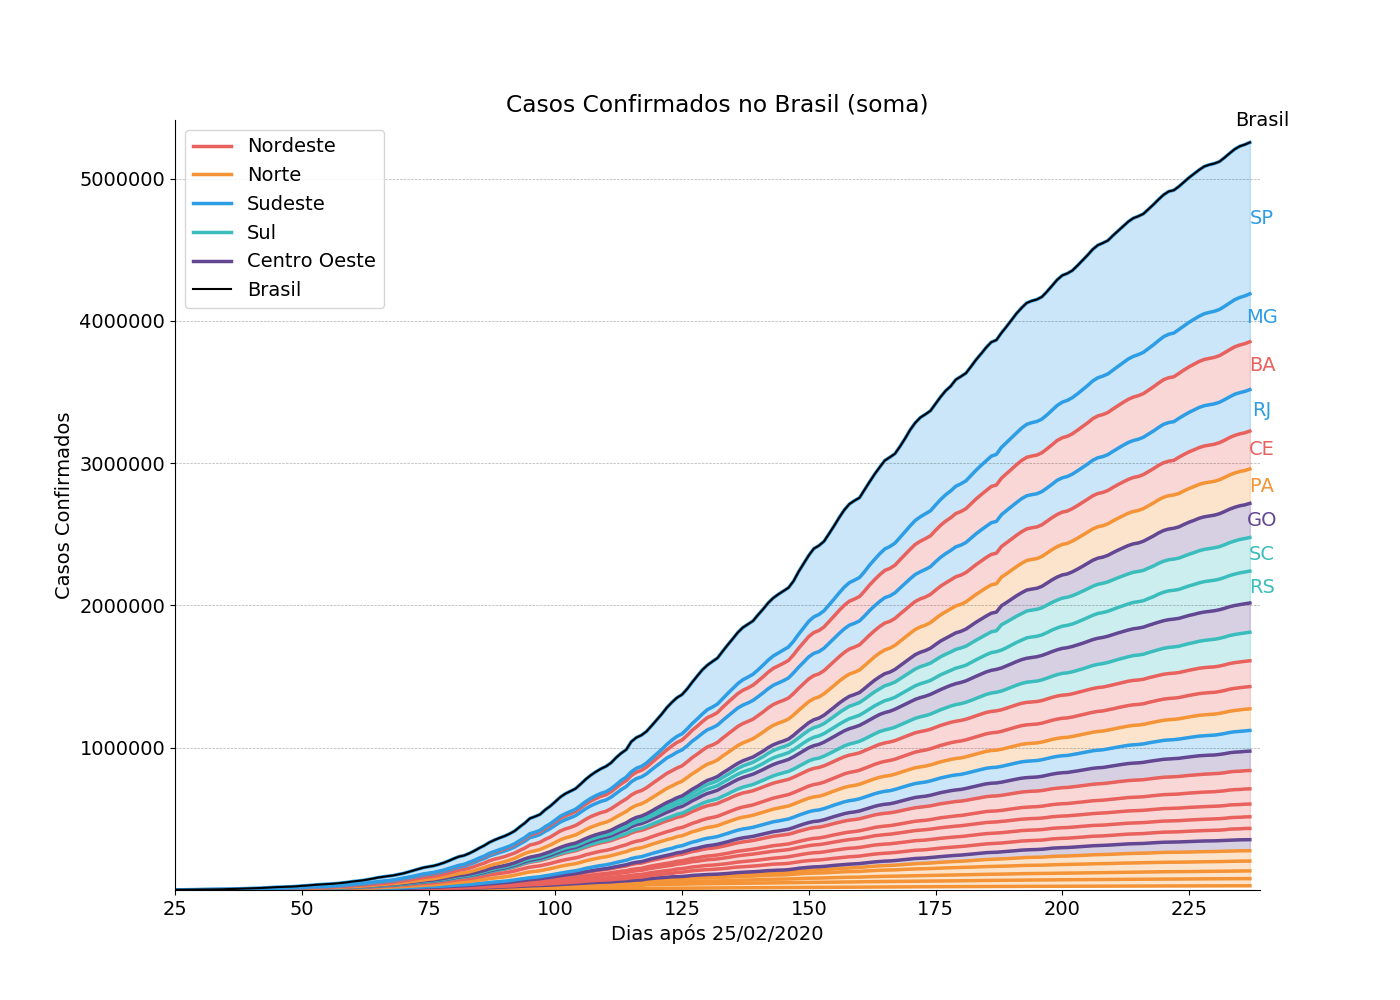 Casos Confirmados no Brasil (soma)
Brasil
Nordeste
Norte
Sudeste
Sul
Centro Oeste
Brasil
5000000
4000000
3000000
2000000
1000000
Casos Confirmados
SP
MG
BA
RJ
CE
PA
GO
SC
RS
25 50 75 100 125 150 175 200 225
Dias após 25/02/2020